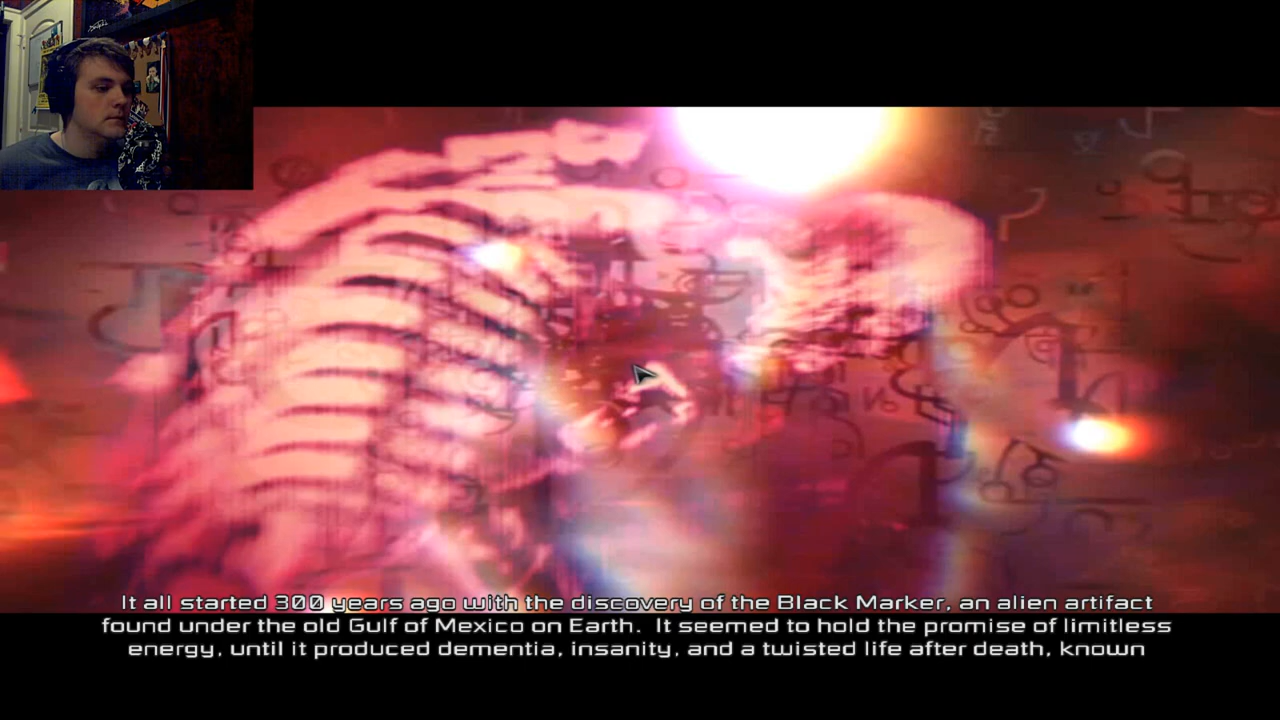 It all started 300 years ago with the discovery of the Black Marker, an alien artifact
found under the old Gulf of Mexico on Earth.  It seemed to hold the promise of limitless
energy, until it produced dementia, insanity, and a twisted life after death, known